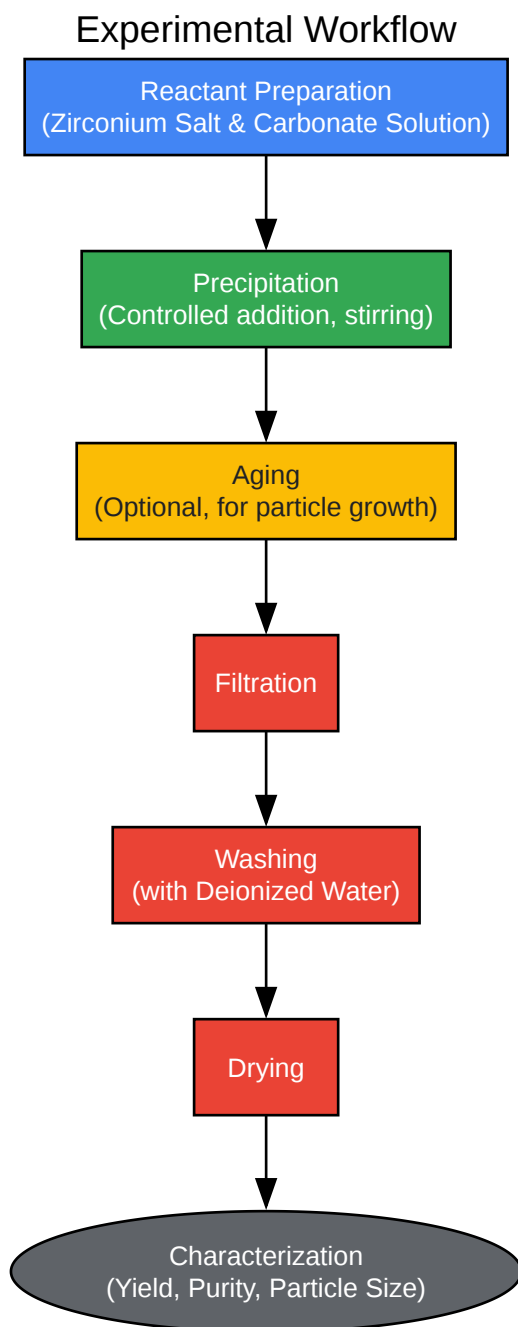 Experimental Workflow
Reactant Preparation
(Zirconium Salt & Carbonate Solution)
Precipitation
(Controlled addition, stirring)
Aging
(Optional, for particle growth)
Filtration
Washing
(with Deionized Water)
Drying
Characterization
(Yield, Purity, Particle Size)